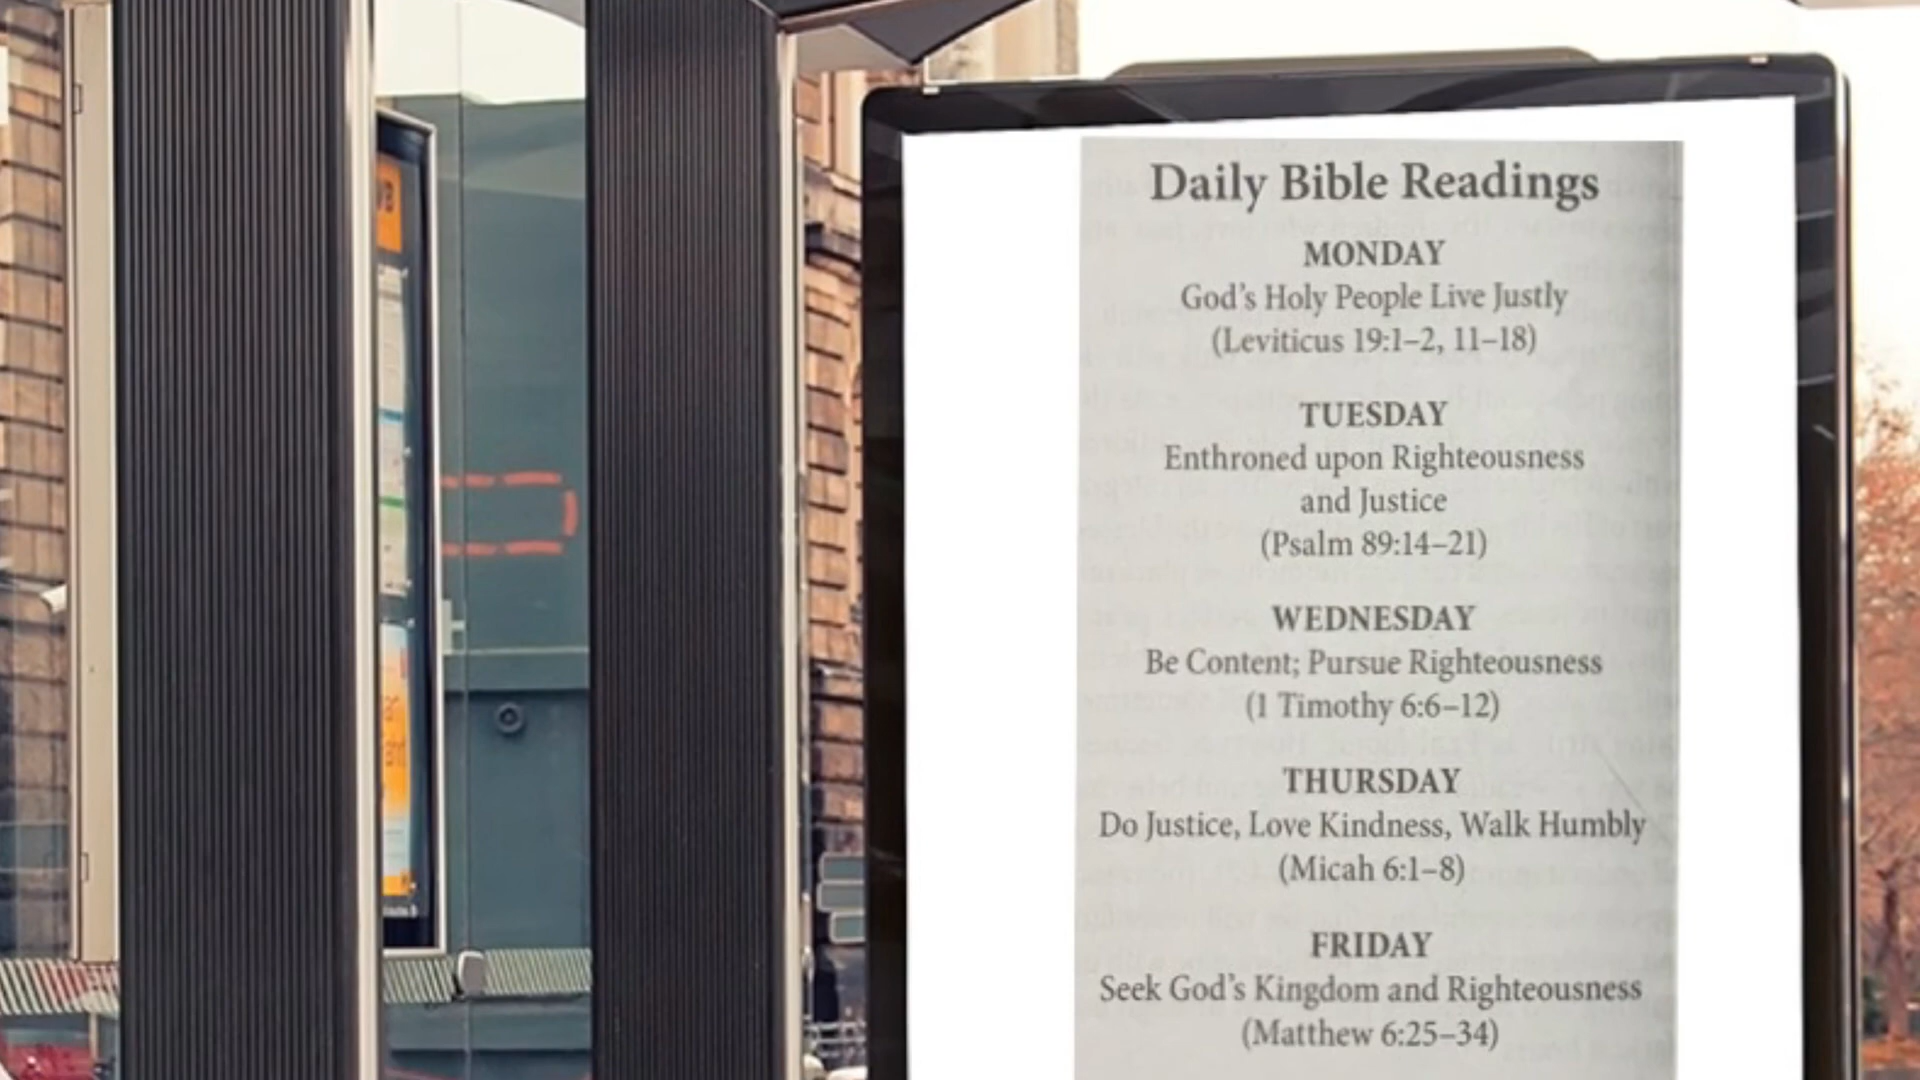 Daily Bible Readings
MONDAY
God's Holy People Live Justly
(Leviticus 19:1–2, 11–18)
TUESDAY
Enthroned upon Righteousness
and Justice
(Psalm 89:14–21)
WEDNESDAY
Be Content; Pursue Righteousness
(1 Timothy 6:6–12)
THURSDAY
Do Justice, Love Kindness, Walk Humbly
(Micah 6:1–8)
FRIDAY
Seek God's Kingdom and Righteousness
(Matthew 6:25–34)